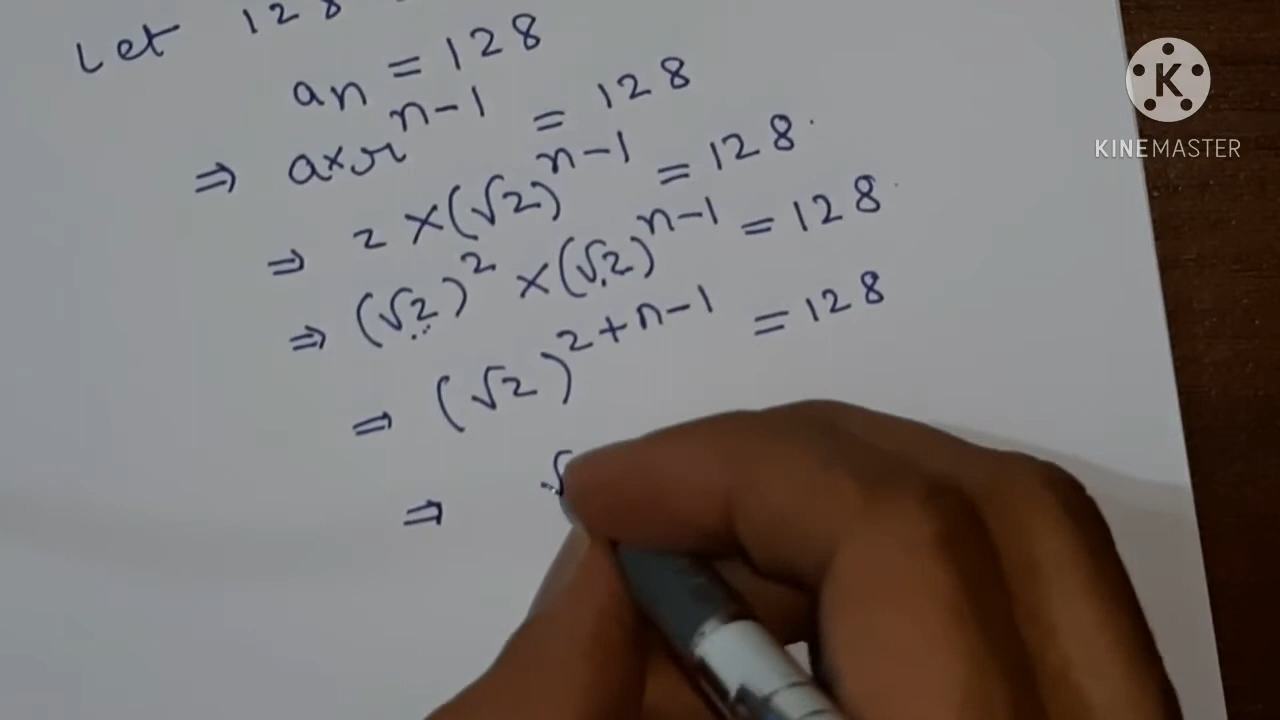 Let 128
an = 128
⇒ a×r^(n-1) = 128
⇒ 2 × (√2)^(n-1) = 128
⇒ (√2)^2 × (√2)^(n-1) = 128
⇒ (√2)^(2+n-1) = 128
⇒ √
K
KINEMASTER